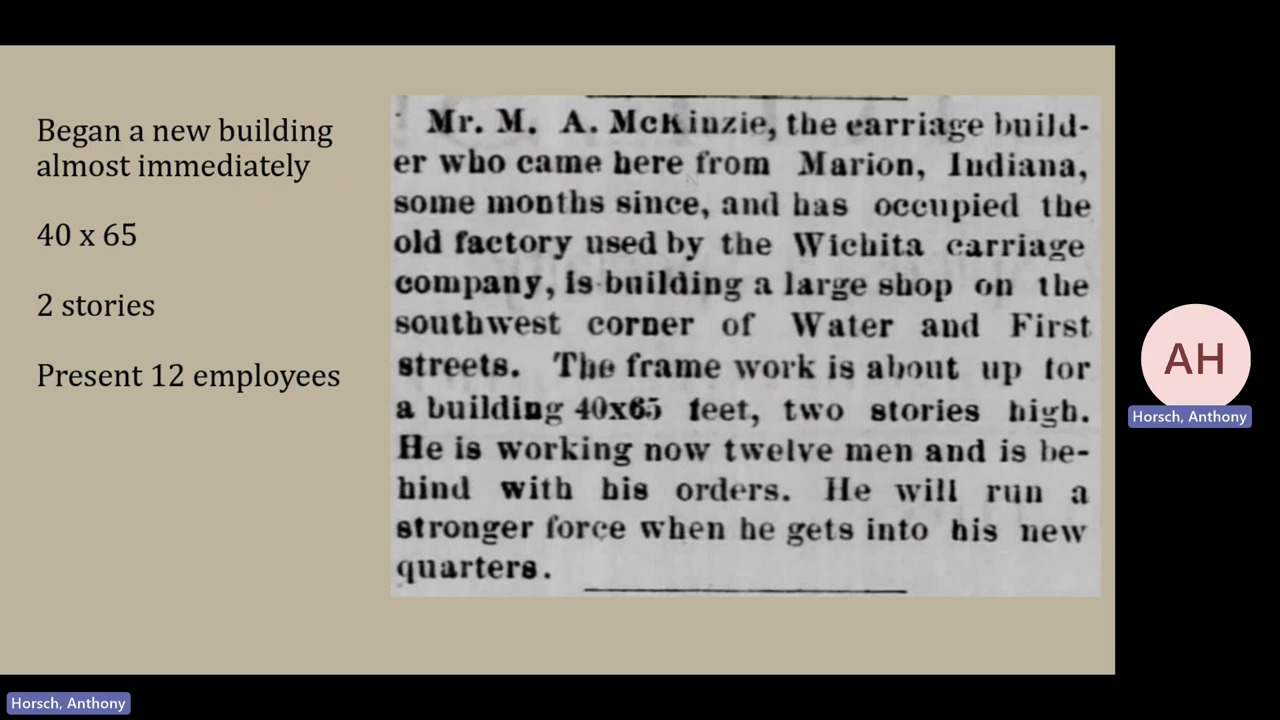 Began a new building
almost immediately
40 x 65
2 stories
Present 12 employees
Mr. M. A. McKinzie, the carriage build-
er who came here from Marion, Indiana,
some months since, and has occupied the
old factory used by the Wichita carriage
company, is building a large shop on the
southwest corner of Water and First
streets. The frame work is about up for
a building 40x65 feet, two stories high.
He is working now twelve men and is be-
hind with his orders. He will run a
stronger force when he gets into his new
quarters.
AH
Horsch, Anthony
Horsch, Anthony